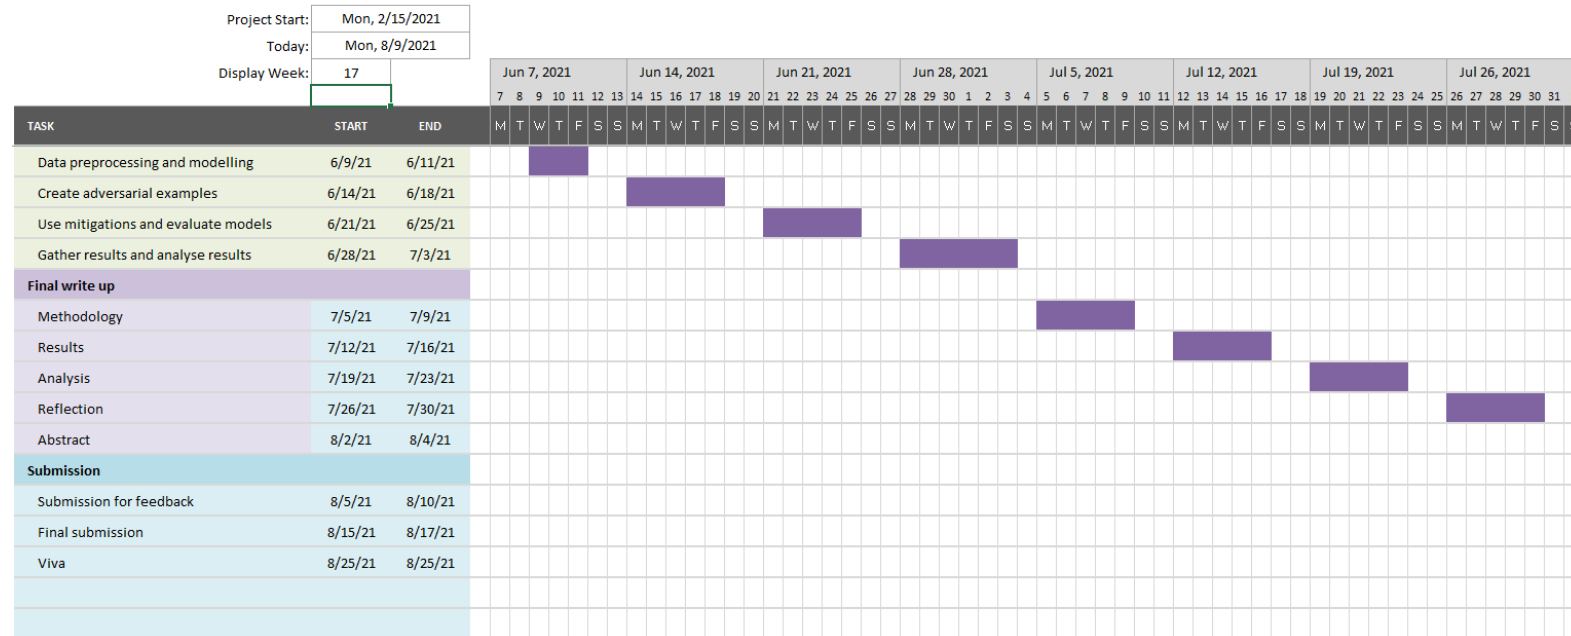 Project Start: Mon, 2/15/2021
Today: Mon, 8/9/2021
Display Week: 17 Jun 7, 2021 Jun 14, 2021 Jun 21, 2021 Jun 28, 2021 Jul 5, 2021 Jul 12, 2021 Jul 19, 2021 Jul 26, 2021
7 8 9 10 11 12 13 14 15 16 17 18 19 20 21 22 23 24 25 26 27 28 29 30 1 2 3 4 5 6 7 8 9 10 11 12 13 14 15 16 17 18 19 20 21 22 23 24 25 26 27 28 29 30 31
TASK START END M T W T F S S M T W T F S S M T W T F S S M T W T F S S M T W T F S S M T W T F S S M T W T F S S M T W T F S
Data preprocessing and modelling 6/9/21 6/11/21
Create adversarial examples 6/14/21 6/18/21
Use mitigations and evaluate models 6/21/21 6/25/21
Gather results and analyse results 6/28/21 7/3/21
Final write up
Methodology 7/5/21 7/9/21
Results 7/12/21 7/16/21
Analysis 7/19/21 7/23/21
Reflection 7/26/21 7/30/21
Abstract 8/2/21 8/4/21
Submission
Submission for feedback 8/5/21 8/10/21
Final submission 8/15/21 8/17/21
Viva 8/25/21 8/25/21